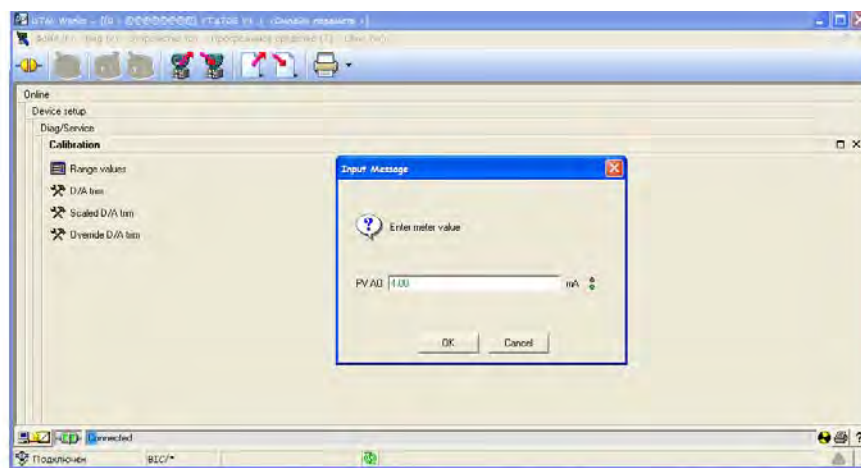 Online
Device setup
Diag/Service
Calibration
Range values
D/A trim
Scaled D/A trim
Override D/A trim
Input Message
Enter meter value
PV AO 4.00 mA
OK Cancel
Connected
Подключен BIC/*